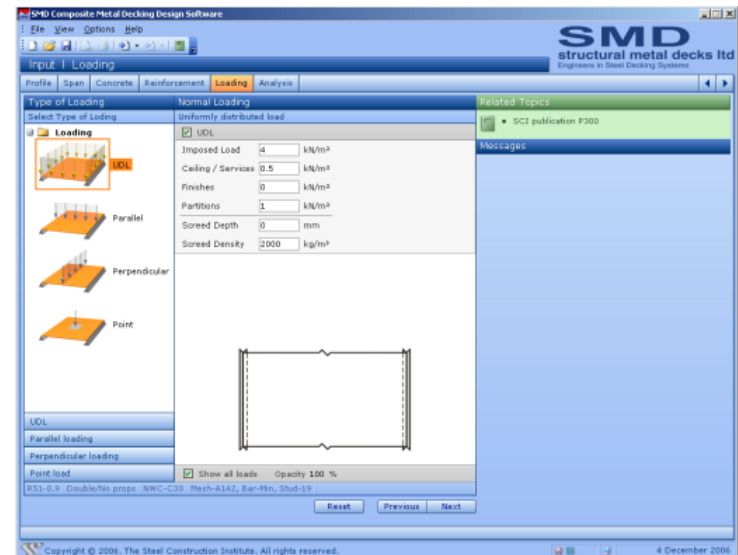 SMD Composite Metal Decking Design Software
File View Options Help
SMD
structural metal decks ltd
Engineers in Steel Decking Systems
Input | Loading
Profile Span Concrete Reinforcement Loading Analysis
Type of Loading
Select Type of Loding
Loading
UDL
Parallel
Perpendicular
Point
UDL
Parallel loading
Perpendicular loading
Point load
Normal Loading
Uniformly distributed load
UDL
Imposed Load 4 kN/m²
Ceiling / Services 0.5 kN/m²
Finishes 0 kN/m²
Partitions 1 kN/m²
Screed Depth 0 mm
Screed Density 2000 kg/m³
Show all loads Opacity 100 %
Related Topics
• SCI publication P300
Messages
R51-0.9 Double/No props NWC-C30 Mesh-A142, Bar-Min, Stud-19
Reset Previous Next
Copyright © 2006. The Steel Construction Institute. All rights reserved.
4 December 2006